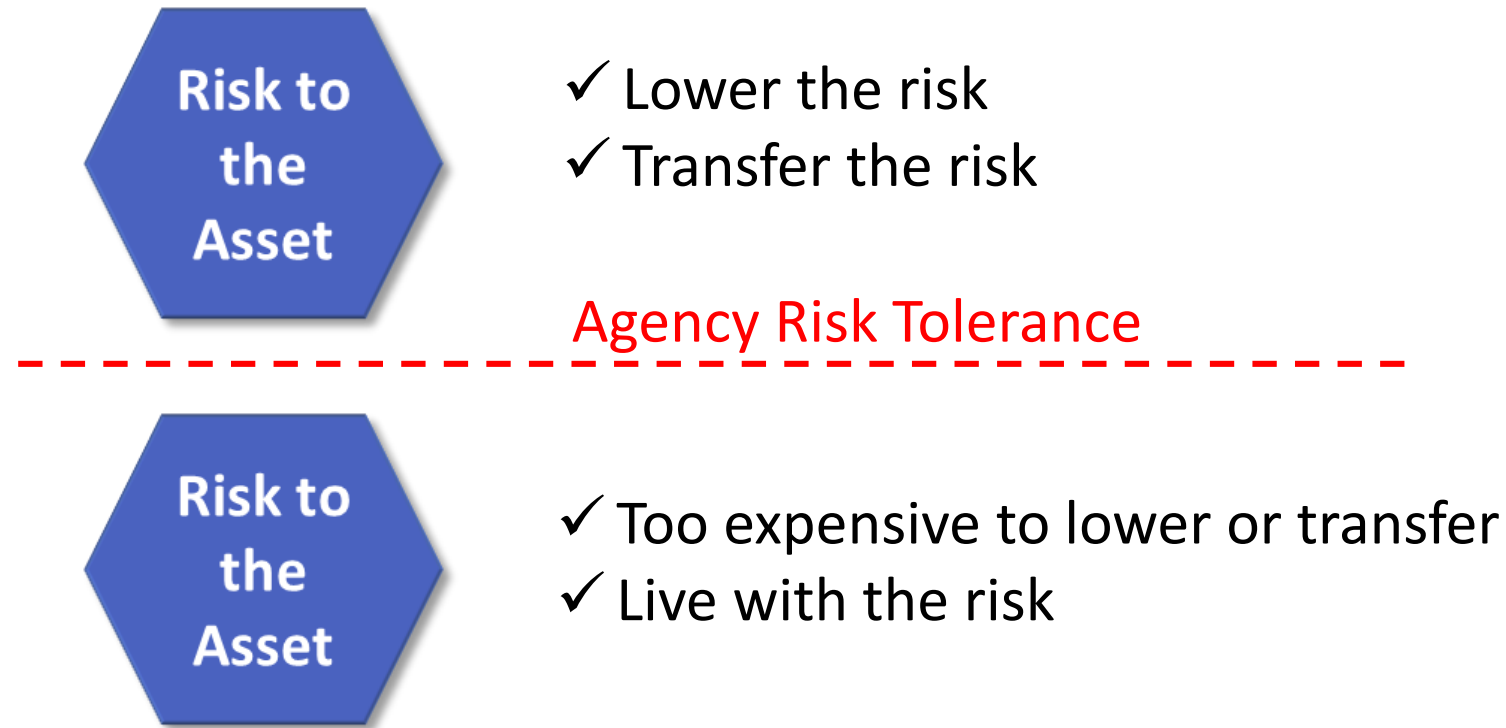 Risk to
the
Asset
✓ Lower the risk
✓ Transfer the risk
Agency Risk Tolerance
Risk to
the
Asset
✓ Too expensive to lower or transfer
✓ Live with the risk